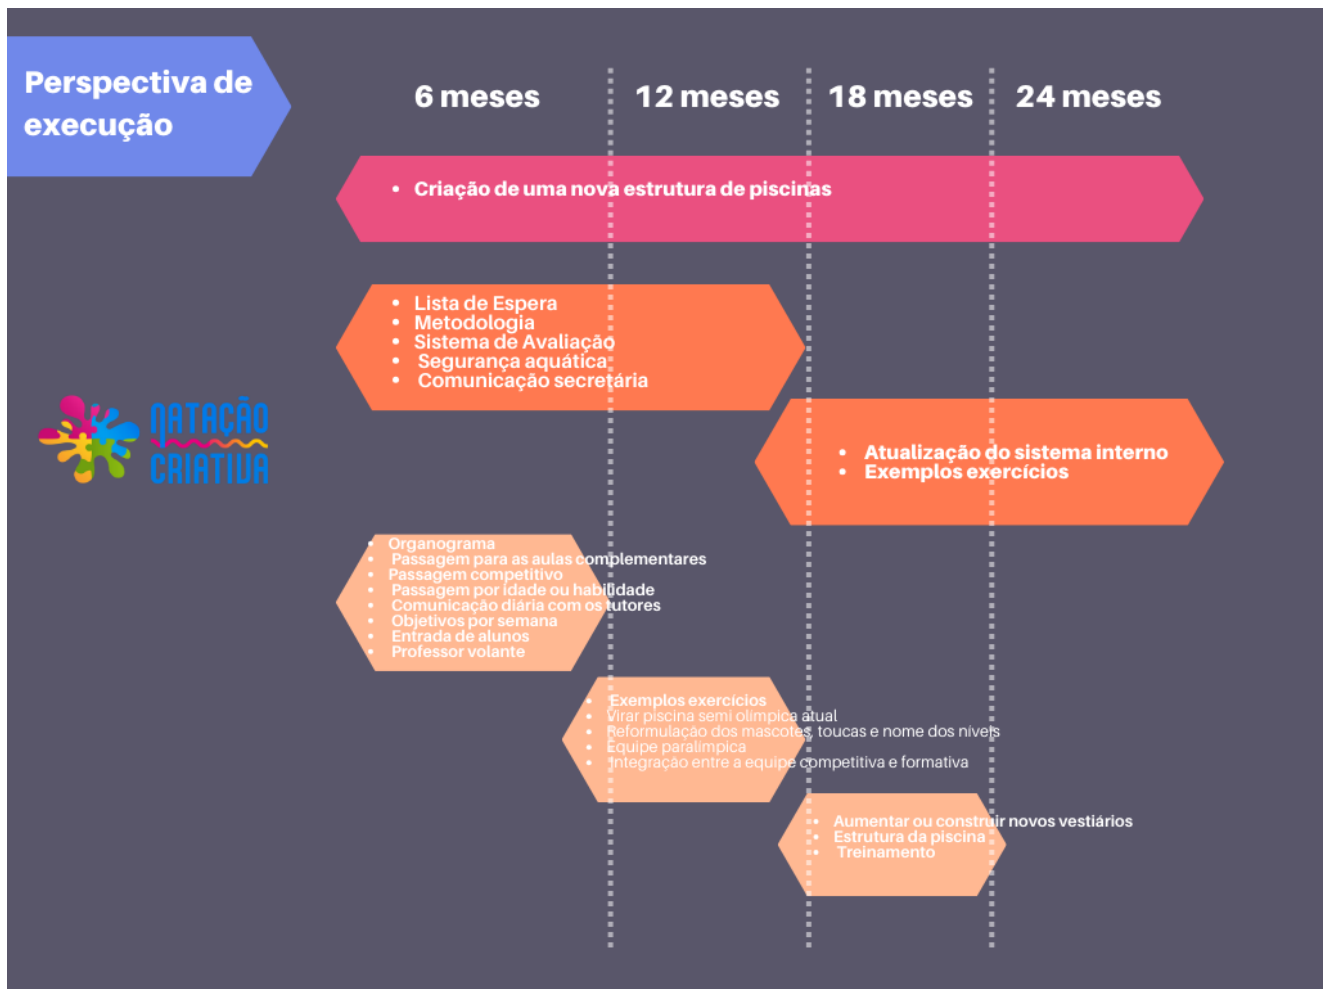 Perspectiva de
execução
6 meses
12 meses
18 meses
24 meses
• Criação de uma nova estrutura de piscinas
• Lista de Espera
• Metodologia
• Sistema de Avaliação
• Segurança aquática
• Comunicação secretária
NATAÇÃO
CRIATIVA
• Atualização do sistema interno
• Exemplos exercícios
• Organograma
• Passagem para as aulas complementares
• Passagem competitivo
• Passagem por idade ou habilidade
• Comunicação diária com os tutores
• Objetivos por semana
• Entrada de alunos
• Professor volante
• Exemplos exercícios
• Virar piscina semi olímpica atual
• Reformulação dos mascotes, toucas e nome dos níveis
• Equipe paralímpica
• Integração entre a equipe competitiva e formativa
• Aumentar ou construir novos vestiários
• Estrutura da piscina
• Treinamento